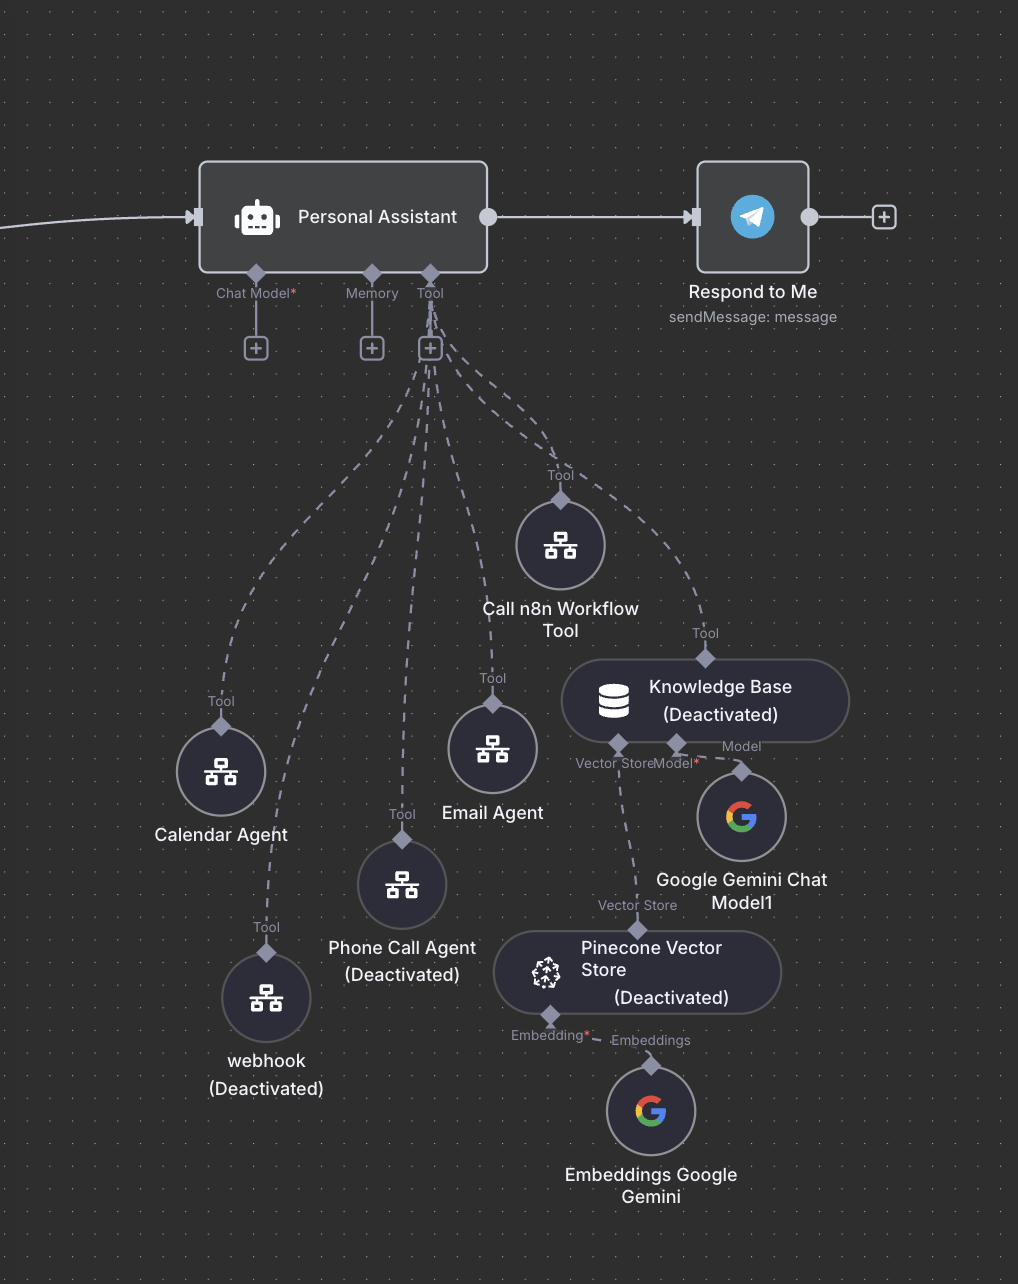 Personal Assistant
Chat Model*
Memory
Tool
Respond to Me
sendMessage: message
Tool
Call n8n Workflow
Tool
Tool
Knowledge Base
(Deactivated)
Vector Store
Model*
Model
Tool
Email Agent
Tool
Calendar Agent
Google Gemini Chat
Model1
Tool
Phone Call Agent
(Deactivated)
Vector Store
Pinecone Vector
Store
(Deactivated)
Tool
webhook
(Deactivated)
Embedding*
Embeddings
Embeddings Google
Gemini